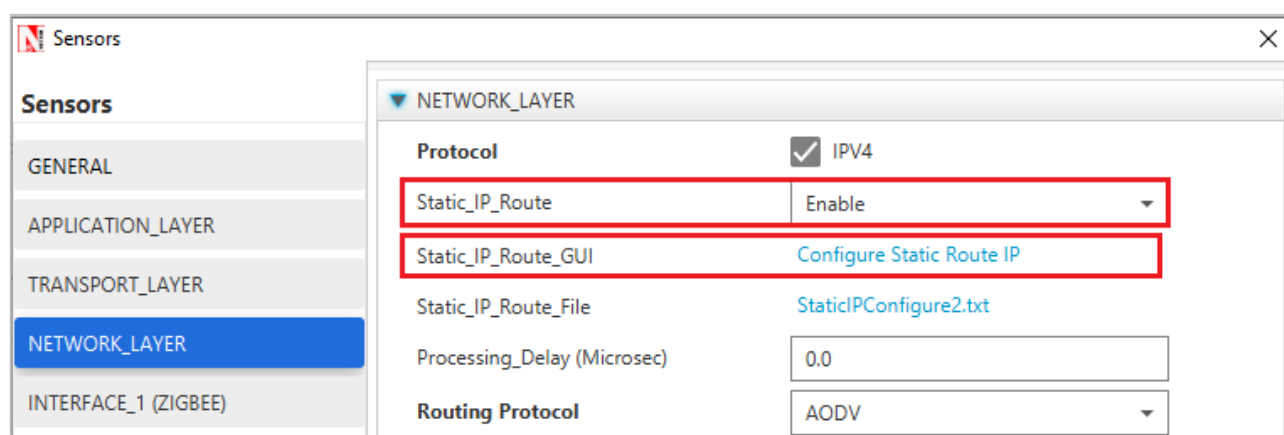 Sensors
Sensors
GENERAL
APPLICATION_LAYER
TRANSPORT_LAYER
NETWORK_LAYER
INTERFACE_1 (ZIGBEE)
NETWORK_LAYER
Protocol IPV4
Static_IP_Route Enable
Static_IP_Route_GUI Configure Static Route IP
Static_IP_Route_File StaticIPConfigure2.txt
Processing_Delay (Microsec) 0.0
Routing Protocol AODV